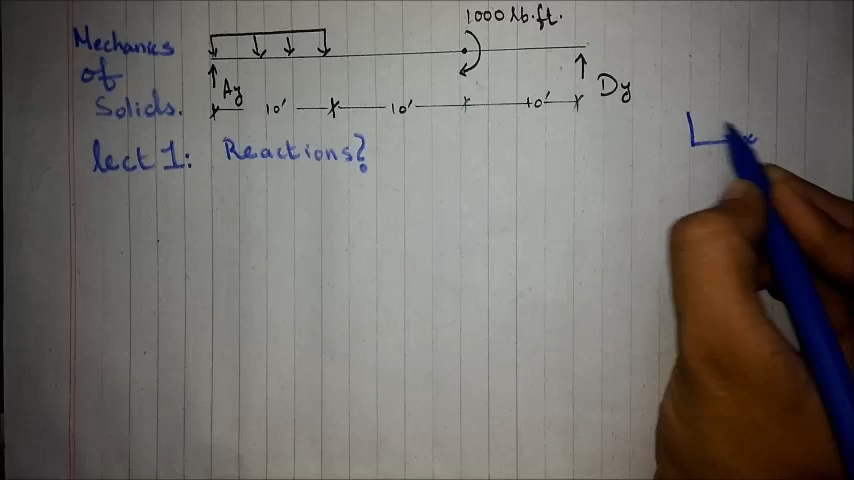 1000 lb.ft.
Mechanics
of
Solids.
Ay
Dy
10' 10' 10'
Lect 1: Reactions?
x